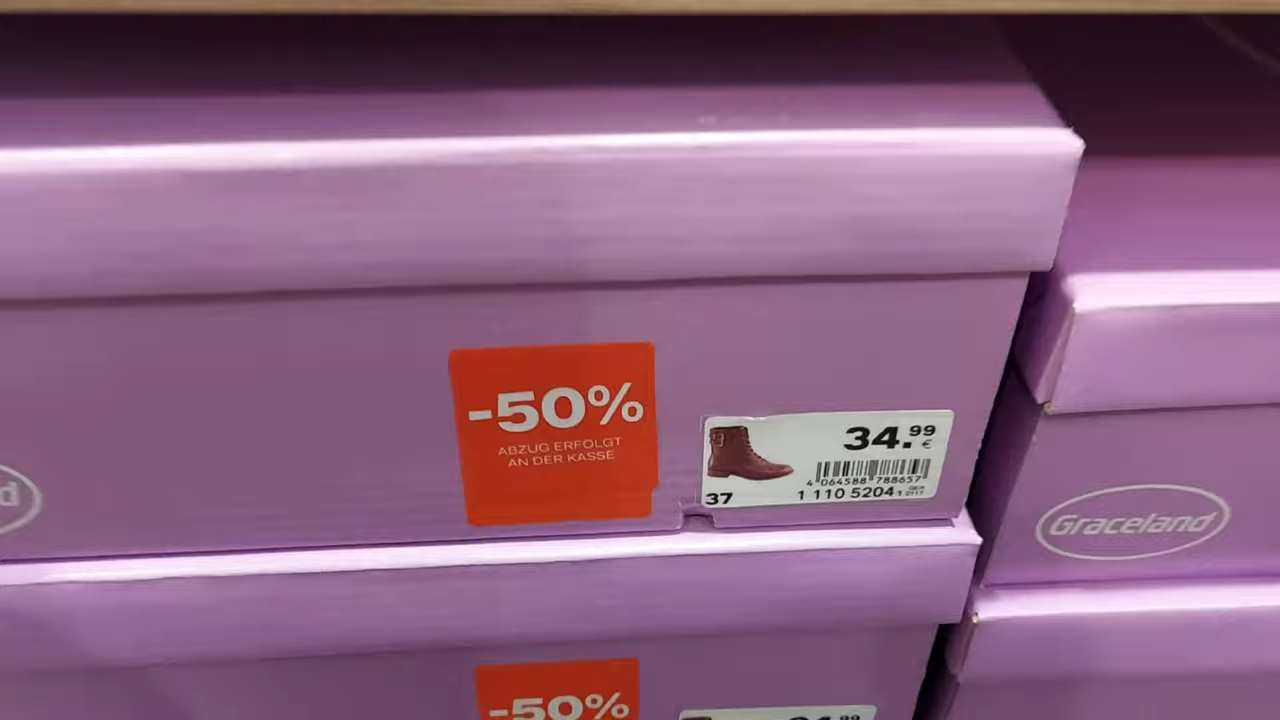 -50%
ABZUG ERFOLGT
AN DER KASSE
34.99
€
4 064588 788657
37
1 110 5204
Graceland
d
-50%